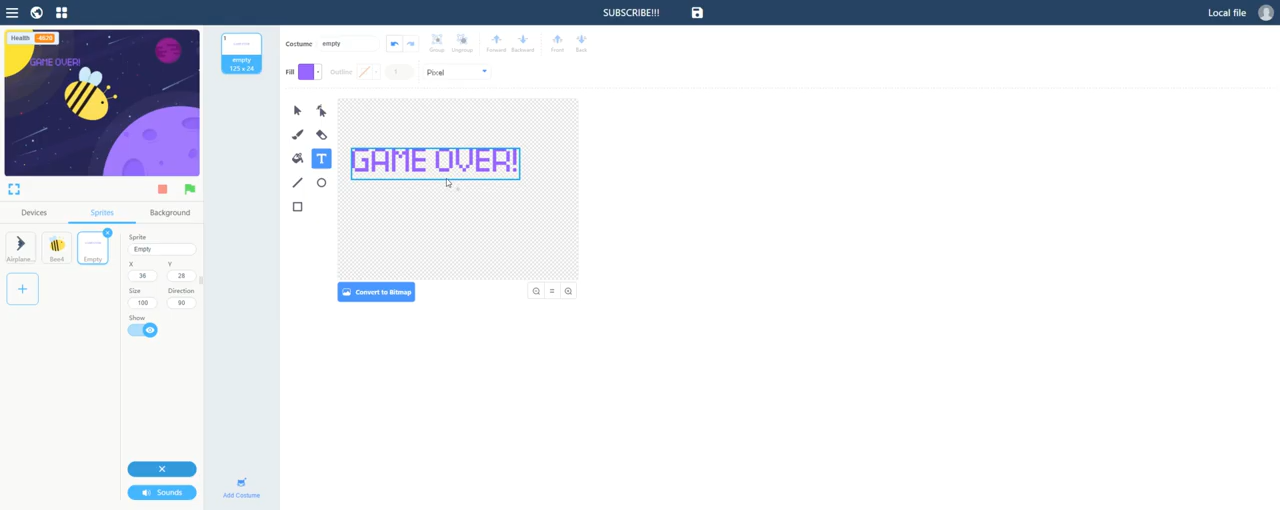 SUBSCRIBE!!!
Local file
Health -4820
GAME OVER!
1
empty
125 x 24
Costume empty
Group Ungroup Forward Backward Front Back
Fill Outline 1 Pixel
GAME OVER!
Convert to Bitmap
Devices Sprites Background
Airplane... Bee4 Empty
Sprite
Empty
X Y
36 28
Size Direction
100 90
Show
Sounds
Add Costume